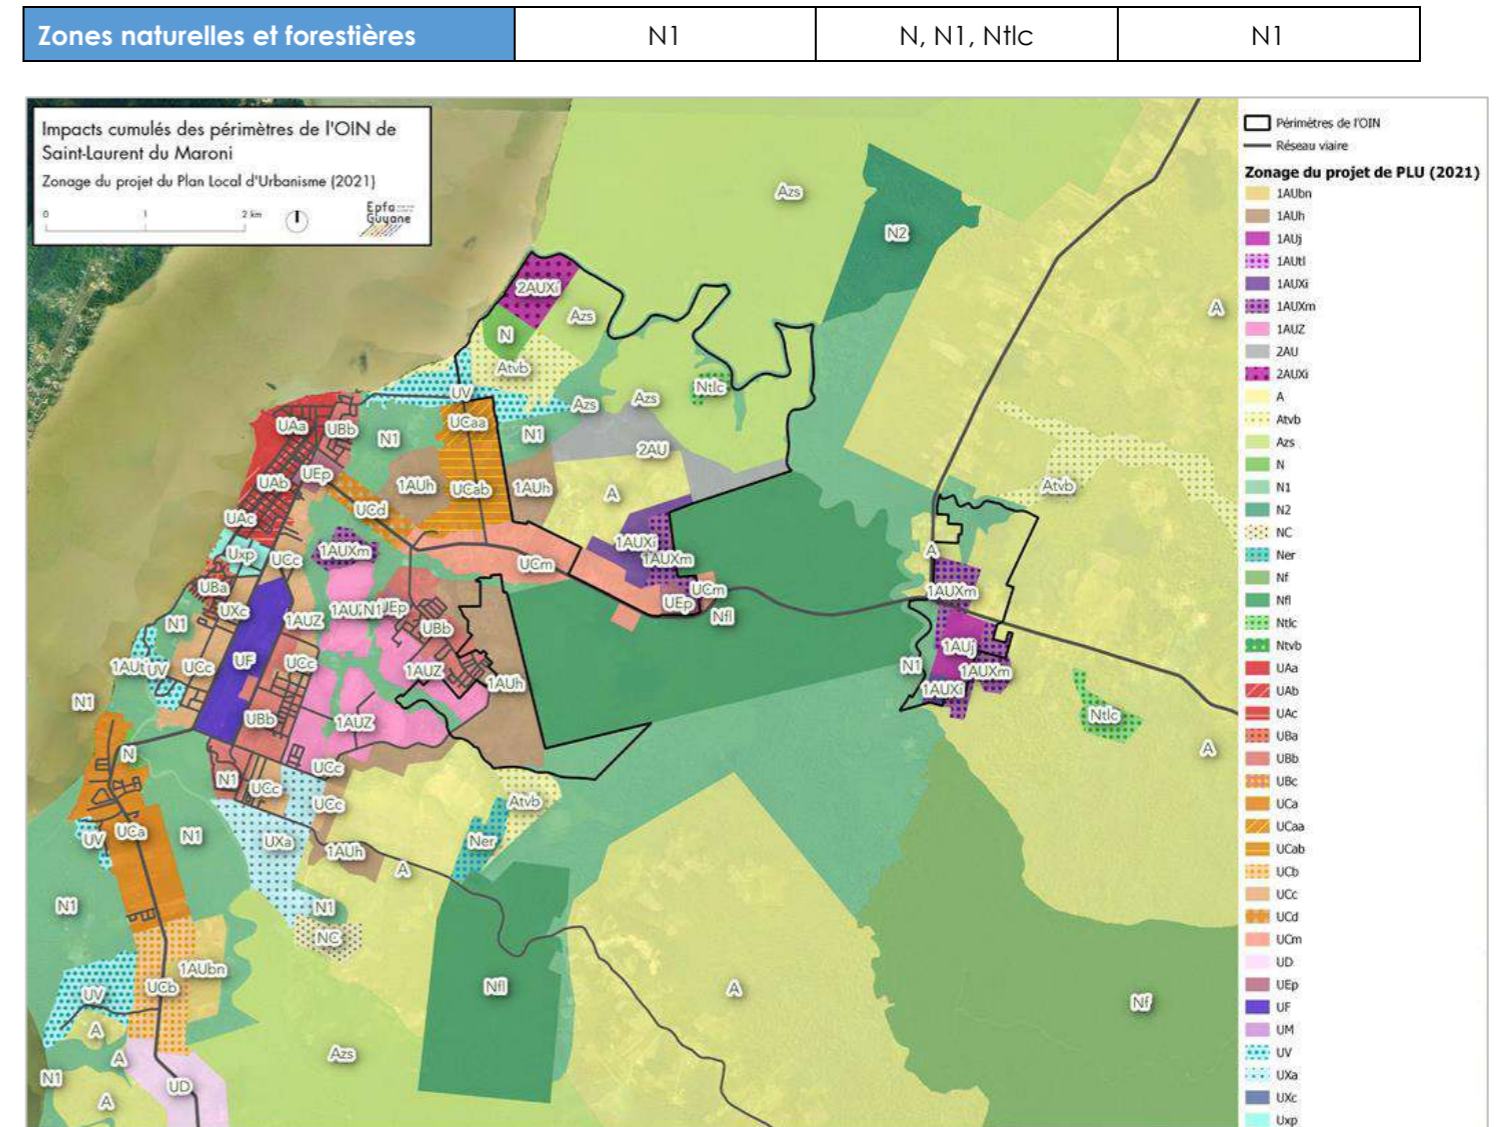 Zones naturelles et forestières N1 N, N1, Ntlc N1
Impacts cumulés des périmètres de l'OIN de
Saint-Laurent du Maroni
Zonage du projet du Plan Local d'Urbanisme (2021)
0 1 2 km
Epfa
Guyane
Périmètres de l'OIN
Réseau viaire
Zonage du projet de PLU (2021)
1AUbn
1AUh
1AUj
1AUtl
1AUXi
1AUXm
1AUZ
2AU
2AUXi
A
Atvb
Azs
N
N1
N2
NC
Ner
Nf
Nfl
Ntlc
Ntvb
UAa
UAb
UAc
UBa
UBb
UBc
UCa
UCaa
UCab
UCb
UCc
UCd
UCm
UD
UEp
UF
UM
UV
UXa
UXc
Uxp
Azs
N2
2AUXi
A
Azs
N
Atvb
Ntlc
UV
Azs
Azs
UCaa
UAa
UBb
N1
N1
2AU
UEp
UAb
1AUh
UCab
1AUh
A
Atvb
UCd
UAc
1AUXi
Uxp
UCc
1AUXm
1AUXm
A
UCm
UBa
UCm
1AUXm
UXc
1AU
N1
UEp
UEp
Nfl
N1
1AUZ
UBb
1AUj
1AUt
UV
UCc
UF
UCc
1AUZ
N1
1AUXm
1AUh
1AUXi
N1
UBb
1AUZ
Ntlc
N
A
UCc
N1
UCc
UCc
Atvb
UV
UCa
N1
UXa
1AUh
Ner
A
N1
N1
NC
1AUbn
UV
UCb
Nfl
A
Nf
A
A
Azs
N1
UD
A